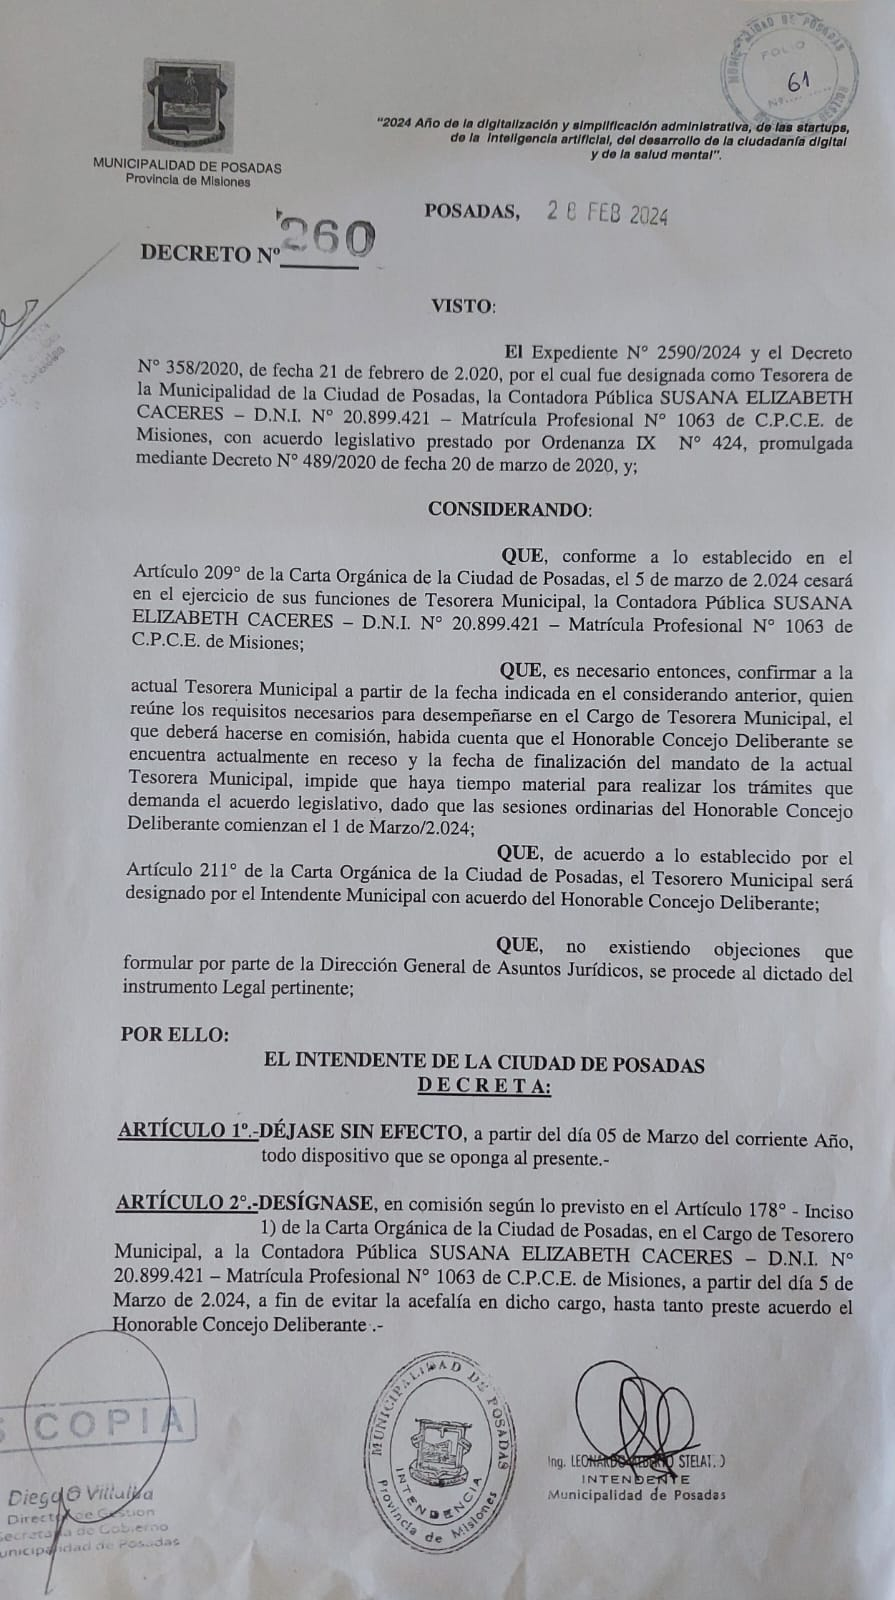 MUNICIPALIDAD DE POSADAS
FOLIO
61
Nº
MUNICIPALIDAD DE POSADAS
Provincia de Misiones
"2024 Año de la digitalización y simplificación administrativa, de las startups,
de la inteligencia artificial, del desarrollo de la ciudadanía digital
y de la salud mental".
POSADAS, 28 FEB 2024
DECRETO Nº 260
VISTO:
El Expediente N° 2590/2024 y el Decreto
N° 358/2020, de fecha 21 de febrero de 2.020, por el cual fue designada como Tesorera de
la Municipalidad de la Ciudad de Posadas, la Contadora Pública SUSANA ELIZABETH
CACERES – D.N.I. N° 20.899.421 – Matrícula Profesional N° 1063 de C.P.C.E. de
Misiones, con acuerdo legislativo prestado por Ordenanza IX N° 424, promulgada
mediante Decreto N° 489/2020 de fecha 20 de marzo de 2020, y;
CONSIDERANDO:
QUE, conforme a lo establecido en el
Artículo 209° de la Carta Orgánica de la Ciudad de Posadas, el 5 de marzo de 2.024 cesará
en el ejercicio de sus funciones de Tesorera Municipal, la Contadora Pública SUSANA
ELIZABETH CACERES – D.N.I. N° 20.899.421 – Matrícula Profesional N° 1063 de
C.P.C.E. de Misiones;
QUE, es necesario entonces, confirmar a la
actual Tesorera Municipal a partir de la fecha indicada en el considerando anterior, quien
reúne los requisitos necesarios para desempeñarse en el Cargo de Tesorera Municipal, el
que deberá hacerse en comisión, habida cuenta que el Honorable Concejo Deliberante se
encuentra actualmente en receso y la fecha de finalización del mandato de la actual
Tesorera Municipal, impide que haya tiempo material para realizar los trámites que
demanda el acuerdo legislativo, dado que las sesiones ordinarias del Honorable Concejo
Deliberante comienzan el 1 de Marzo/2.024;
QUE, de acuerdo a lo establecido por el
Artículo 211° de la Carta Orgánica de la Ciudad de Posadas, el Tesorero Municipal será
designado por el Intendente Municipal con acuerdo del Honorable Concejo Deliberante;
QUE, no existiendo objeciones que
formular por parte de la Dirección General de Asuntos Jurídicos, se procede al dictado del
instrumento Legal pertinente;
POR ELLO:
EL INTENDENTE DE LA CIUDAD DE POSADAS
D E C R E T A:
ARTÍCULO 1º.-DÉJASE SIN EFECTO, a partir del día 05 de Marzo del corriente Año,
todo dispositivo que se oponga al presente.-
ARTÍCULO 2°.-DESÍGNASE, en comisión según lo previsto en el Artículo 178° - Inciso
1) de la Carta Orgánica de la Ciudad de Posadas, en el Cargo de Tesorero
Municipal, a la Contadora Pública SUSANA ELIZABETH CACERES – D.N.I. N°
20.899.421 – Matrícula Profesional N° 1063 de C.P.C.E. de Misiones, a partir del día 5 de
Marzo de 2.024, a fin de evitar la acefalía en dicho cargo, hasta tanto preste acuerdo el
Honorable Concejo Deliberante .-
S COPIA
Diego Villalba
Director de Gestion
Secretaria de Gobierno
Municipalidad de Posadas
MUNICIPALIDAD DE POSADAS
INTENDENCIA
Provincia de Misiones
Ing. LEONARDO ALBERTO STELAT
INTENDENTE
Municipalidad de Posadas